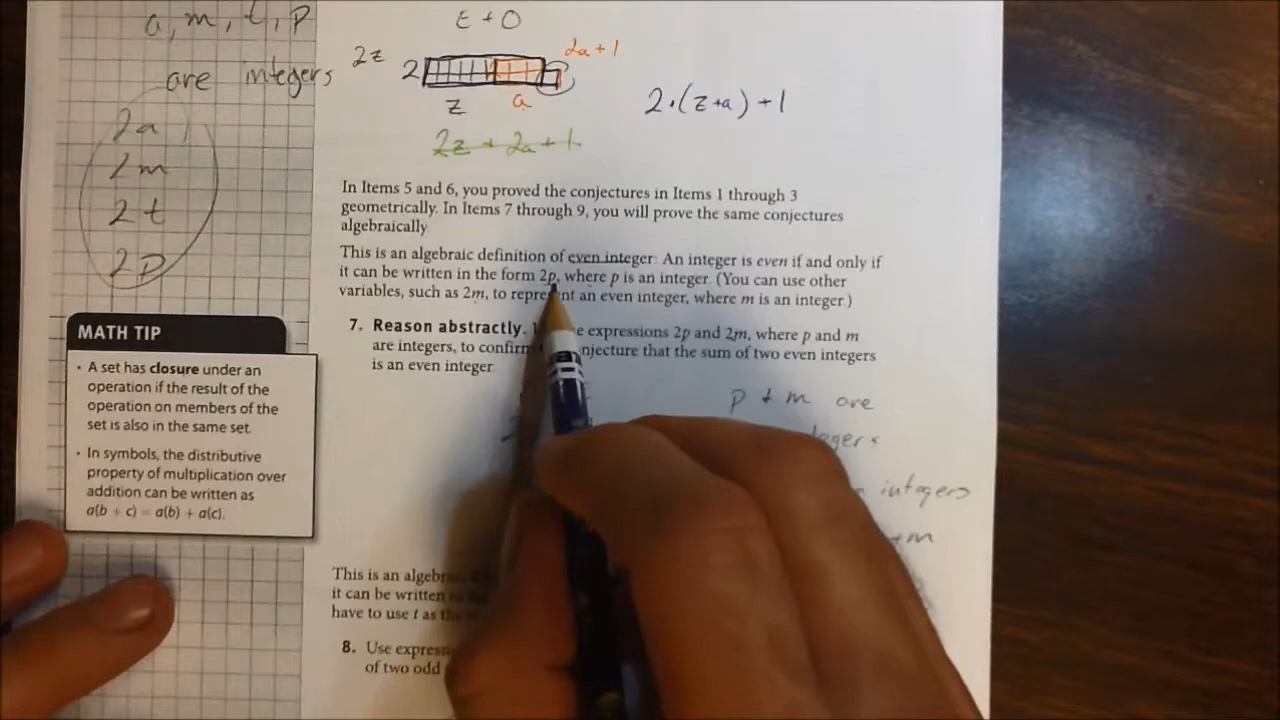 a, m, t, p
are integers
2a
2m
2t
2p
E + O
2z
2
2a + 1
z
a
2z + 2a + 1
2·(z+a) + 1
In Items 5 and 6, you proved the conjectures in Items 1 through 3
geometrically. In Items 7 through 9, you will prove the same conjectures
algebraically.
This is an algebraic definition of even integer: An integer is even if and only if
it can be written in the form 2p, where p is an integer. (You can use other
variables, such as 2m, to represent an even integer, where m is an integer.)
7. Reason abstractly. expressions 2p and 2m, where p and m
are integers, to confirm the conjecture that the sum of two even integers
is an even integer.
p + m are
integers
integers
+m
MATH TIP
• A set has closure under an
operation if the result of the
operation on members of the
set is also in the same set.
• In symbols, the distributive
property of multiplication over
addition can be written as
a(b + c) = a(b) + a(c).
This is an
it can be written
have to use t as
8. Use
of two odd